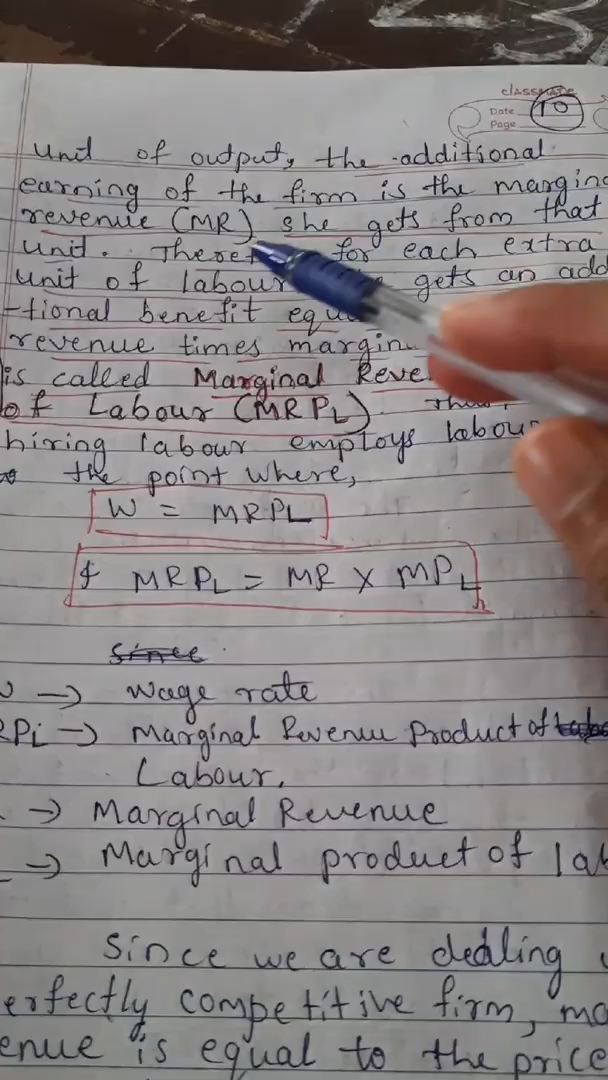 classmate
Date
Page 10
unit of output, the additional
earning of the firm is the margin
revenue (MR) she gets from that
unit. Theref for each extra
unit of labour gets an add
-tional benefit equ
revenue times margin
is called Marginal Reve
of Labour (MRPL).
hiring labour employs labour
the point where,
W = MRPL
& MRPL = MR X MPL
since
→ wage rate
RPL → Marginal Revenue Product of
Labour.
→ Marginal Revenue
→ Marginal product of lab
Since we are dealing
erfectly competitive firm, ma
enue is equal to the price